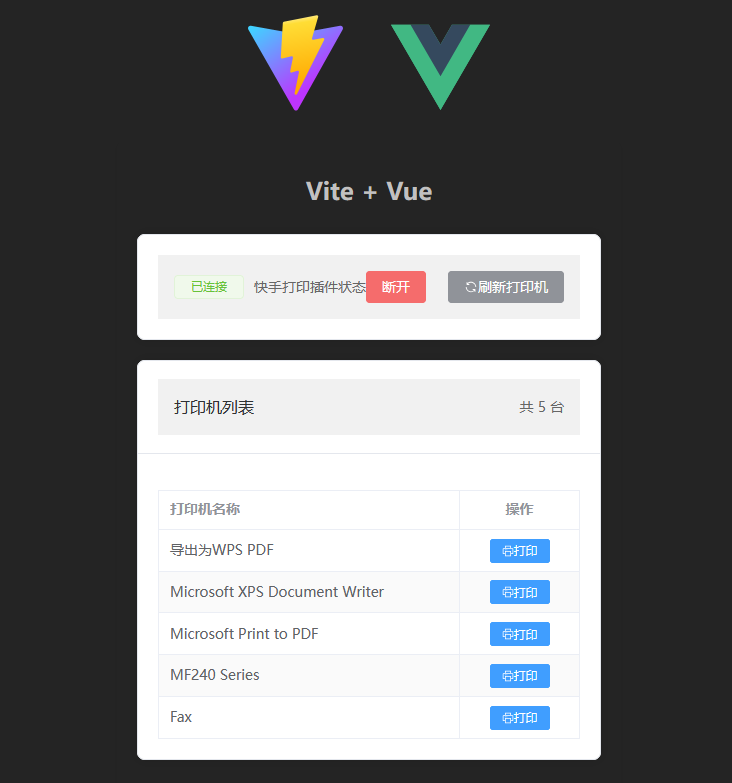 Vite + Vue
已连接 快手打印插件状态 断开 刷新打印机
打印机列表 共 5 台
打印机名称 操作
导出为WPS PDF 打印
Microsoft XPS Document Writer 打印
Microsoft Print to PDF 打印
MF240 Series 打印
Fax 打印